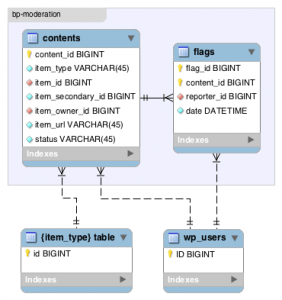 bp-moderation
contents
content_id BIGINT
item_type VARCHAR(45)
item_id BIGINT
item_secondary_id BIGINT
item_owner_id BIGINT
item_url VARCHAR(45)
status VARCHAR(45)
Indexes
flags
flag_id BIGINT
content_id BIGINT
reporter_id BIGINT
date DATETIME
Indexes
{item_type} table
id BIGINT
Indexes
wp_users
ID BIGINT
Indexes